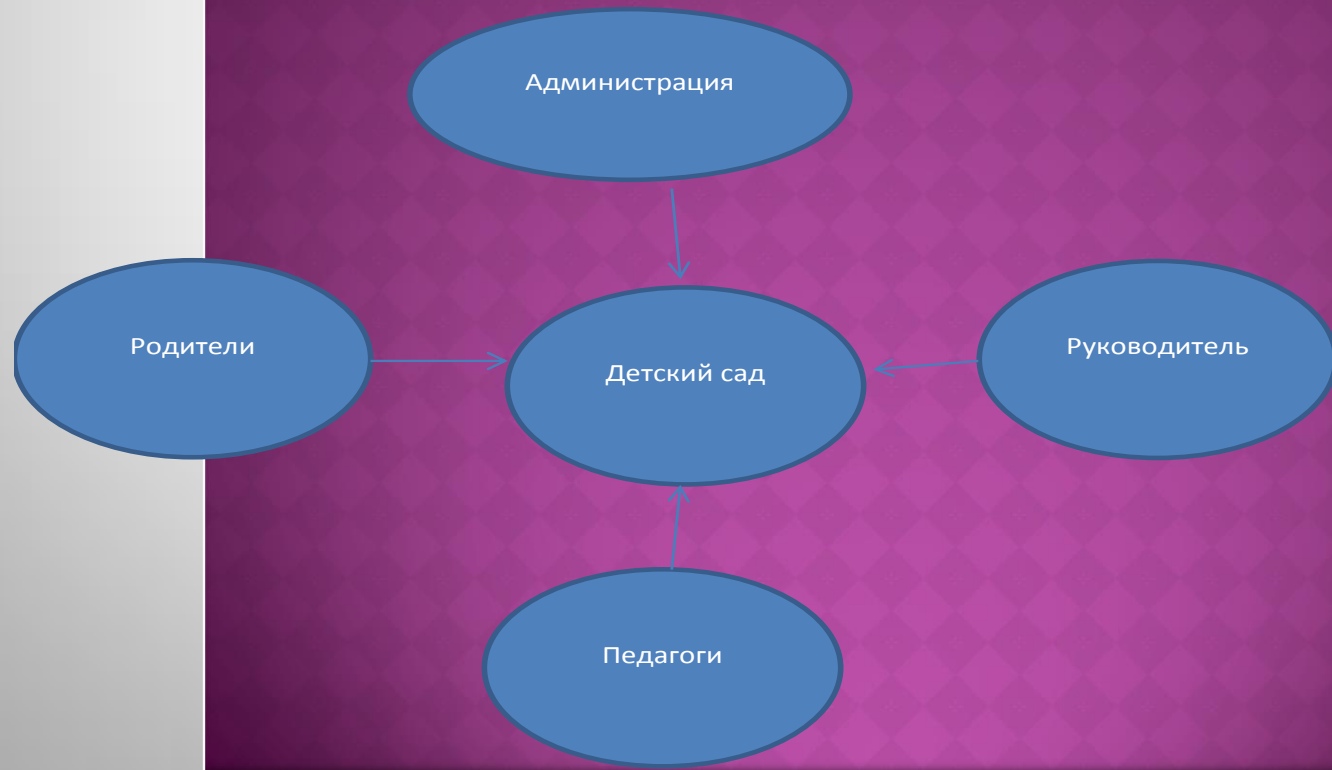 Администрация
Родители
Детский сад
Руководитель
Педагоги